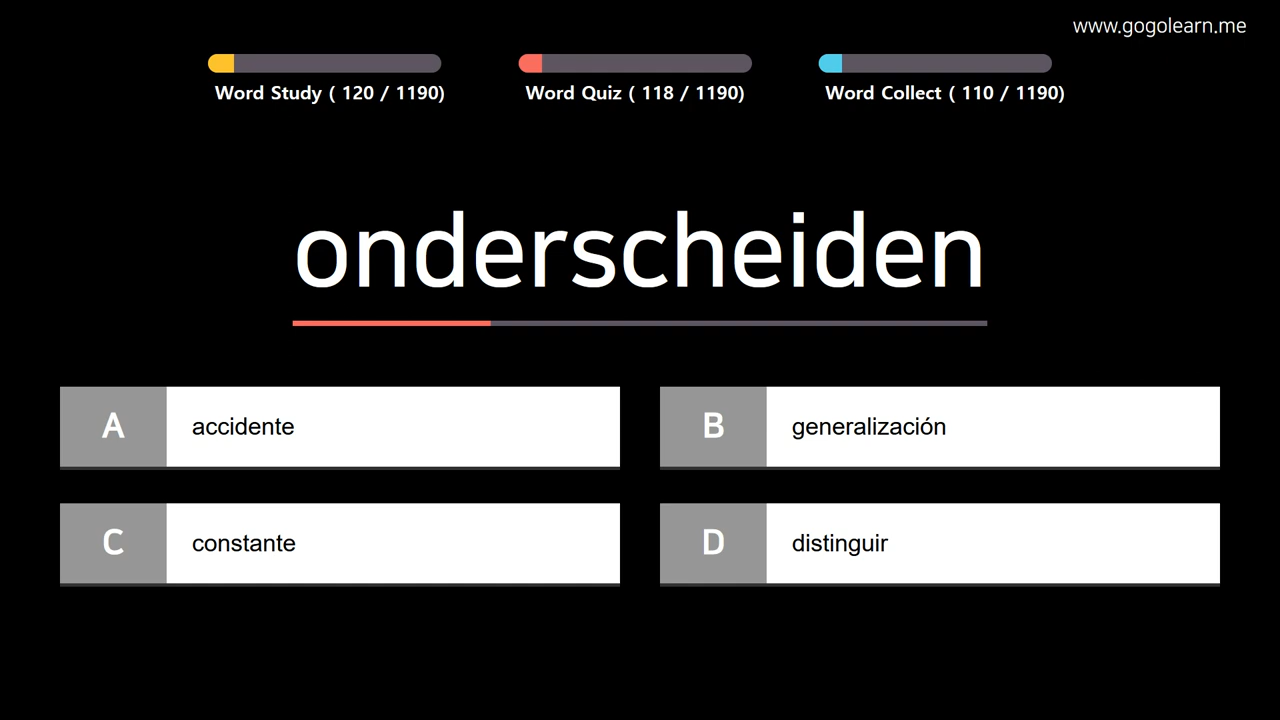 www.gogolearn.me
Word Study ( 120 / 1190)
Word Quiz ( 118 / 1190)
Word Collect ( 110 / 1190)
onderscheiden
A accidente
B generalización
C constante
D distinguir